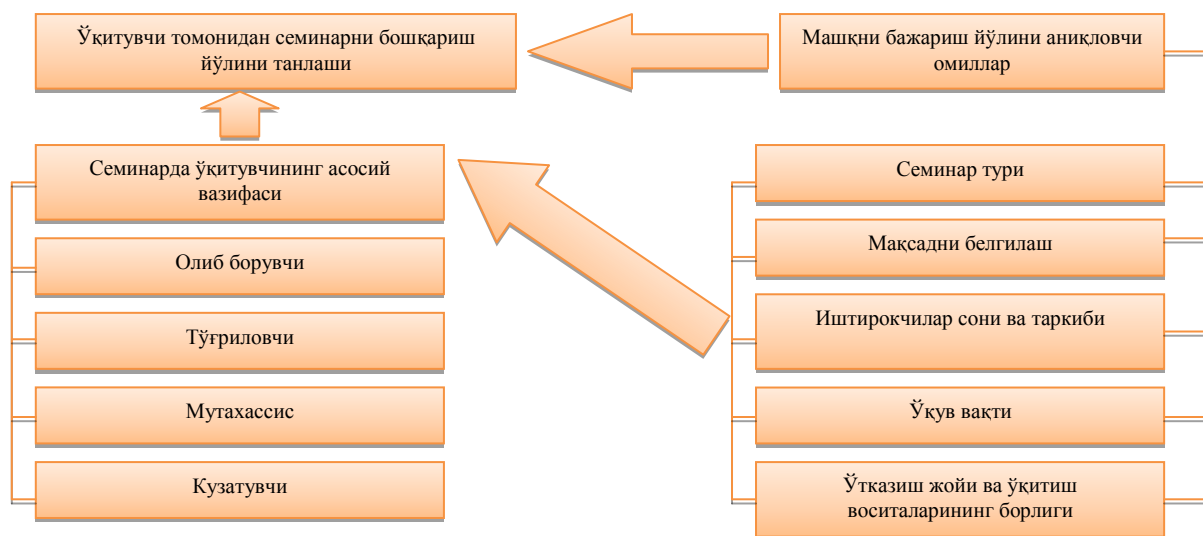 Ўқитувчи томонидан семинарни бошқариш
йўлини танлаши
Машқни бажариш йўлини аниқловчи
омиллар
Семинарда ўқитувчининг асосий
вазифаси
Олиб борувчи
Тўғриловчи
Мутахассис
Кузатувчи
Семинар тури
Мақсадни белгилаш
Иштирокчилар сони ва таркиби
Ўқув вақти
Ўтказиш жойи ва ўқитиш
воситаларининг борлиги